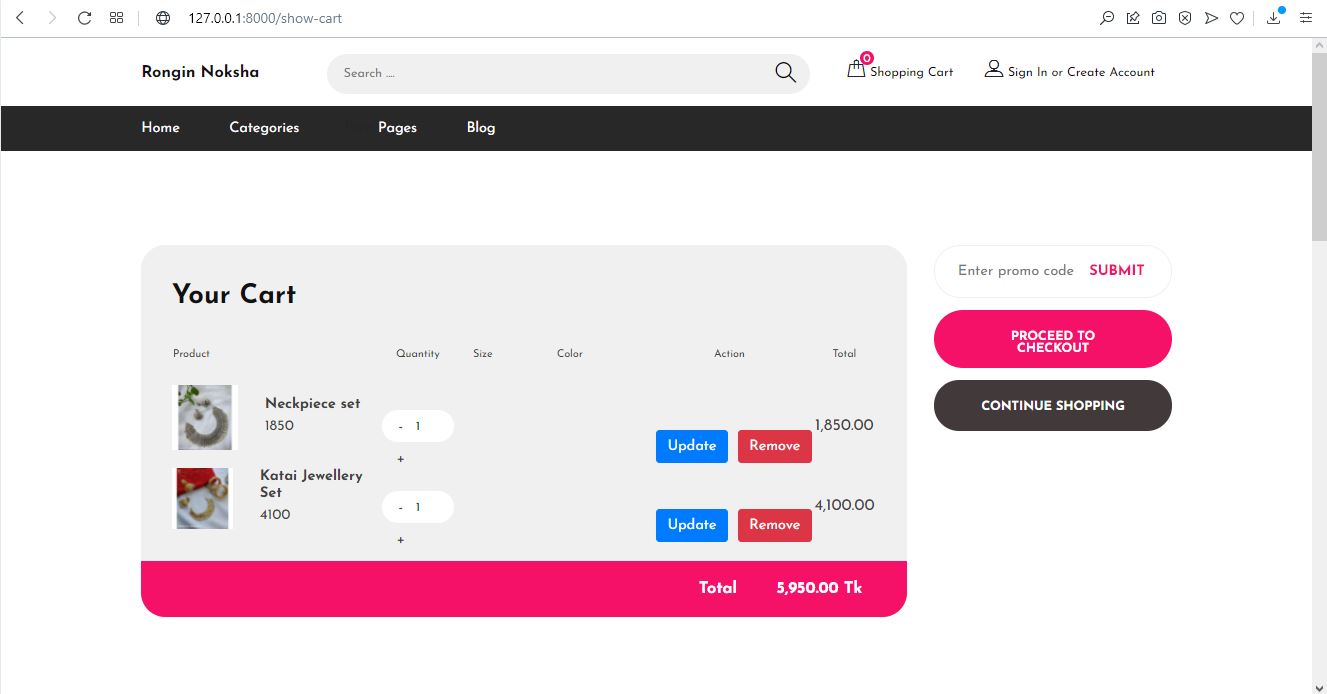 127.0.0.1:8000/show-cart
Rongin Noksha
Search ....
0
Shopping Cart
Sign In or Create Account
Home Categories Pages Blog
Your Cart
Enter promo code SUBMIT
PROCEED TO
CHECKOUT
CONTINUE SHOPPING
Product Quantity Size Color Action Total
Neckpiece set
1850
- 1
+
Update Remove
1,850.00
Katai Jewellery
Set
4100
- 1
+
Update Remove
4,100.00
Total 5,950.00 Tk